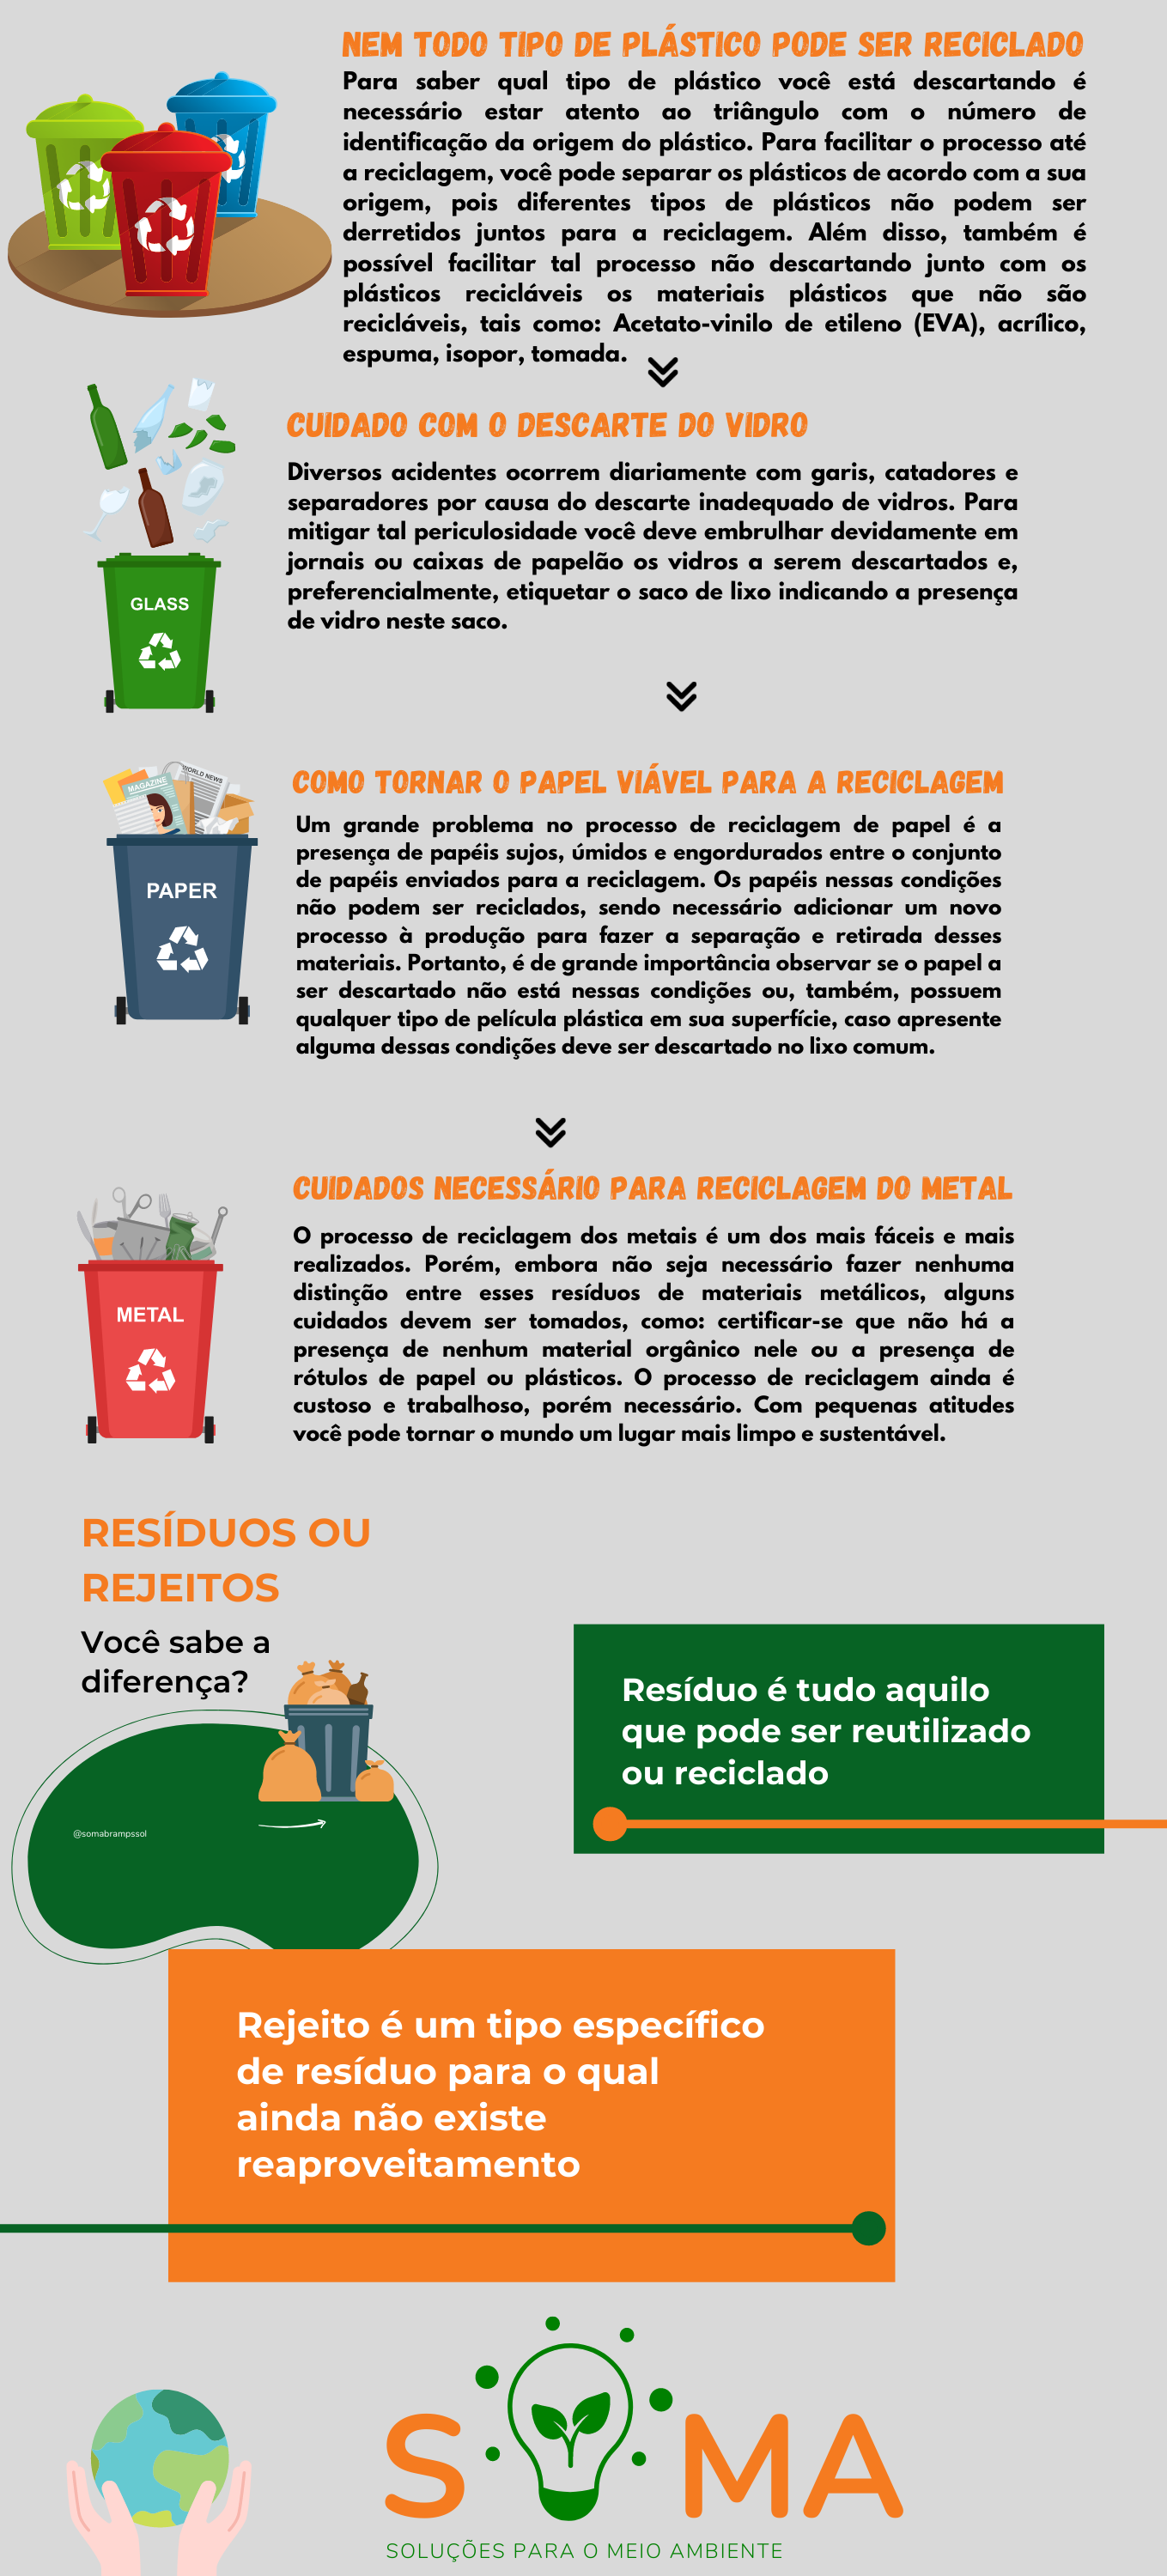 NEM TODO TIPO DE PLÁSTICO PODE SER RECICLADO
Para saber qual tipo de plástico você está descartando é
necessário estar atento ao triângulo com o número de
identificação da origem do plástico. Para facilitar o processo até
a reciclagem, você pode separar os plásticos de acordo com a sua
origem, pois diferentes tipos de plásticos não podem ser
derretidos juntos para a reciclagem. Além disso, também é
possível facilitar tal processo não descartando junto com os
plásticos recicláveis os materiais plásticos que não são
recicláveis, tais como: Acetato-vinilo de etileno (EVA), acrílico,
espuma, isopor, tomada.
CUIDADO COM O DESCARTE DO VIDRO
Diversos acidentes ocorrem diariamente com garis, catadores e
separadores por causa do descarte inadequado de vidros. Para
mitigar tal periculosidade você deve embrulhar devidamente em
jornais ou caixas de papelão os vidros a serem descartados e,
preferencialmente, etiquetar o saco de lixo indicando a presença
de vidro neste saco.
GLASS
COMO TORNAR O PAPEL VIÁVEL PARA A RECICLAGEM
WORLD NEWS
MAGAZINE
PAPER
Um grande problema no processo de reciclagem de papel é a
presença de papéis sujos, úmidos e engordurados entre o conjunto
de papéis enviados para a reciclagem. Os papéis nessas condições
não podem ser reciclados, sendo necessário adicionar um novo
processo à produção para fazer a separação e retirada desses
materiais. Portanto, é de grande importância observar se o papel a
ser descartado não está nessas condições ou, também, possuem
qualquer tipo de película plástica em sua superfície, caso apresente
alguma dessas condições deve ser descartado no lixo comum.
CUIDADOS NECESSÁRIO PARA RECICLAGEM DO METAL
METAL
O processo de reciclagem dos metais é um dos mais fáceis e mais
realizados. Porém, embora não seja necessário fazer nenhuma
distinção entre esses resíduos de materiais metálicos, alguns
cuidados devem ser tomados, como: certificar-se que não há a
presença de nenhum material orgânico nele ou a presença de
rótulos de papel ou plásticos. O processo de reciclagem ainda é
custoso e trabalhoso, porém necessário. Com pequenas atitudes
você pode tornar o mundo um lugar mais limpo e sustentável.
RESÍDUOS OU
REJEITOS
Você sabe a
diferença?
@somabrampssol
Resíduo é tudo aquilo
que pode ser reutilizado
ou reciclado
Rejeito é um tipo específico
de resíduo para o qual
ainda não existe
reaproveitamento
SOMA
SOLUÇÕES PARA O MEIO AMBIENTE